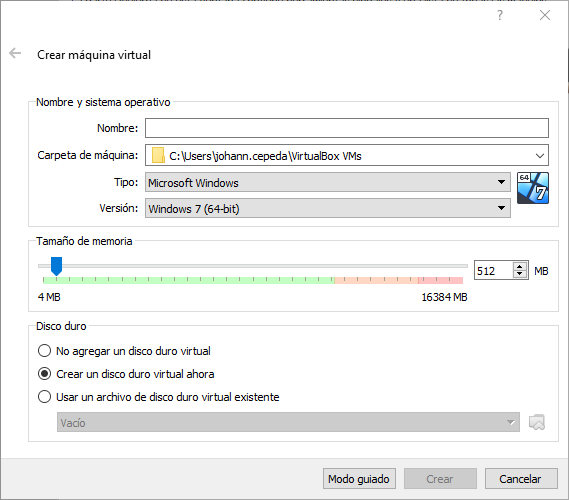 ?
Crear máquina virtual
Nombre y sistema operativo
Nombre:
Carpeta de máquina: C:\Users\johann.cepeda\VirtualBox VMs
Tipo: Microsoft Windows
64
7
Versión: Windows 7 (64-bit)
Tamaño de memoria
512 MB
4 MB 16384 MB
Disco duro
No agregar un disco duro virtual
Crear un disco duro virtual ahora
Usar un archivo de disco duro virtual existente
Vacío
Modo guiado Crear Cancelar